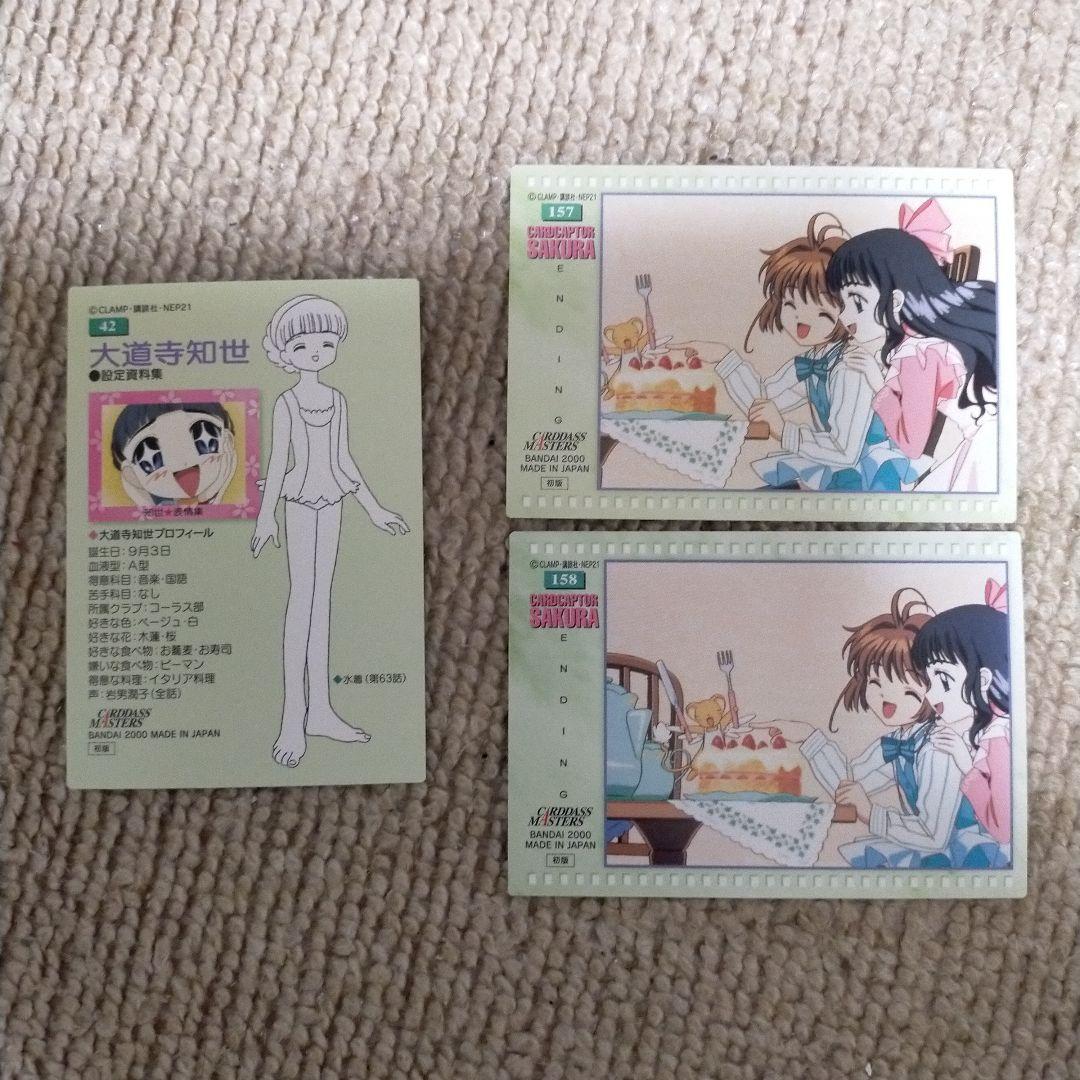 ©CLAMP・講談社・NEP21
42
大道寺知世
●設定資料集
知世★表情集
◆大道寺知世プロフィール
誕生日：9月3日
血液型：A型
得意科目：音楽・国語
苦手科目：なし
所属クラブ：コーラス部
好きな色：ベージュ・白
好きな花：木蓮・桜
好きな食べ物：お蕎麦・お寿司
嫌いな食べ物：ピーマン
得意な料理：イタリア料理
声：岩男潤子（全話）
◆水着（第63話）
CARDDASS
MASTERS
BANDAI 2000 MADE IN JAPAN
初版
©CLAMP・講談社・NEP21
157
CARDCAPTOR
SAKURA
ENDING
CARDDASS
MASTERS
BANDAI 2000
MADE IN JAPAN
初版
©CLAMP・講談社・NEP21
158
CARDCAPTOR
SAKURA
ENDING
CARDDASS
MASTERS
BANDAI 2000
MADE IN JAPAN
初版